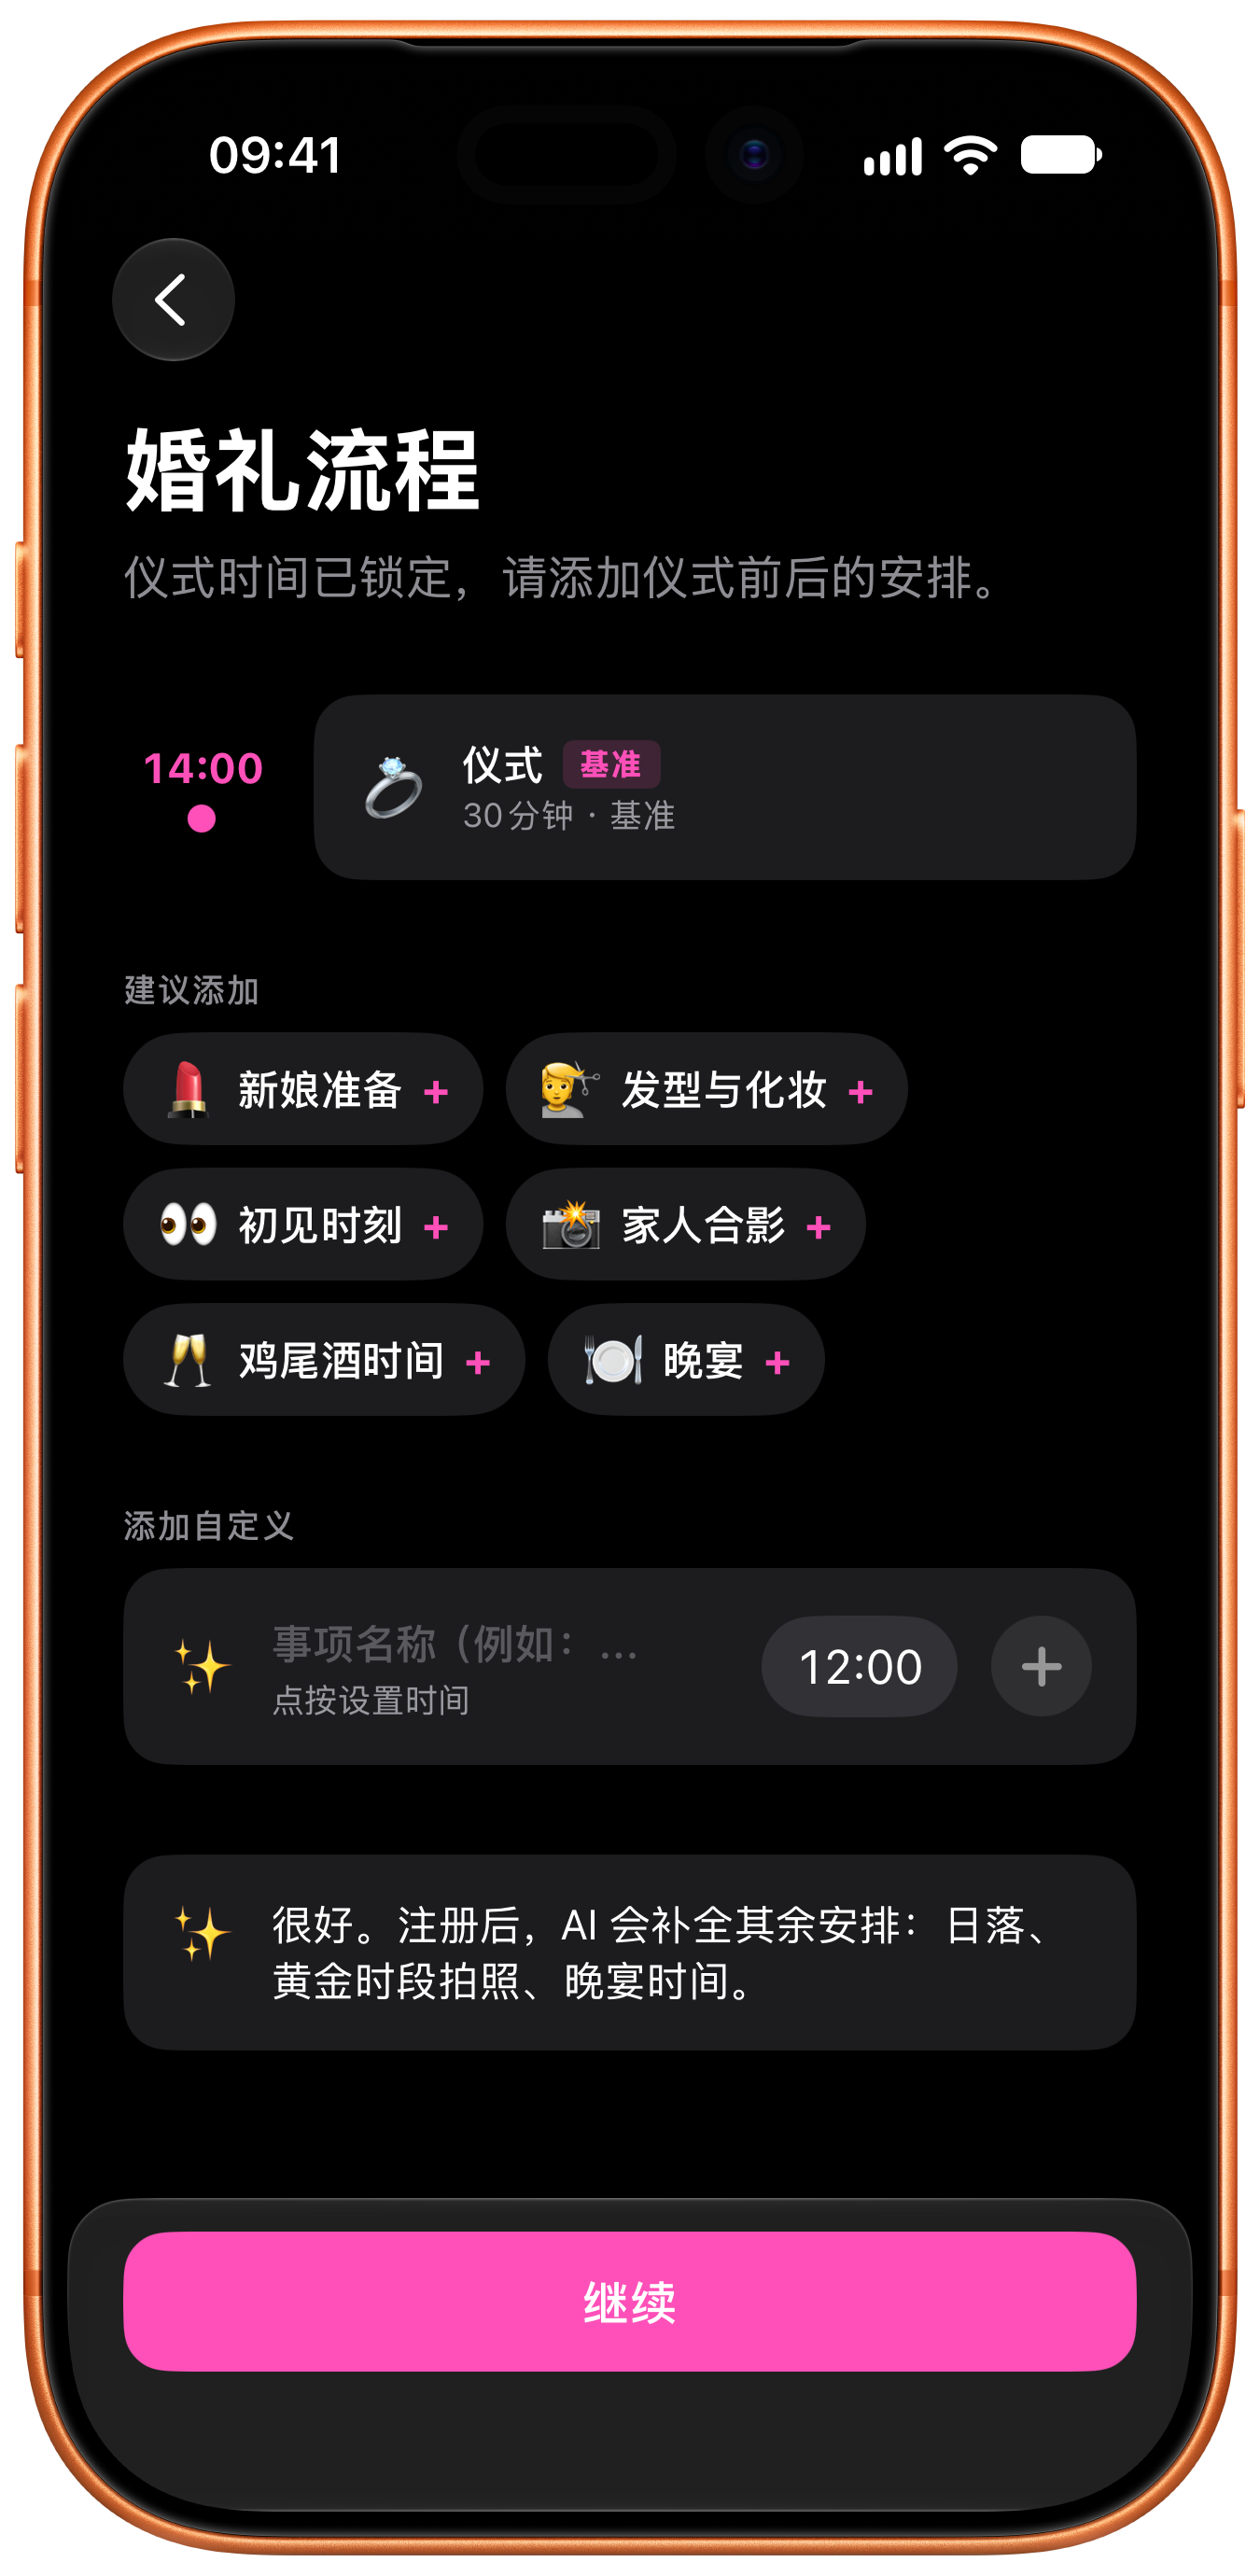 09:41
婚礼流程
仪式时间已锁定，请添加仪式前后的安排。
14:00
仪式 基准
30 分钟 · 基准
建议添加
新娘准备 +
发型与化妆 +
初见时刻 +
家人合影 +
鸡尾酒时间 +
晚宴 +
添加自定义
事项名称（例如：...
点按设置时间
12:00
很好。注册后，AI 会补全其余安排：日落、
黄金时段拍照、晚宴时间。
继续